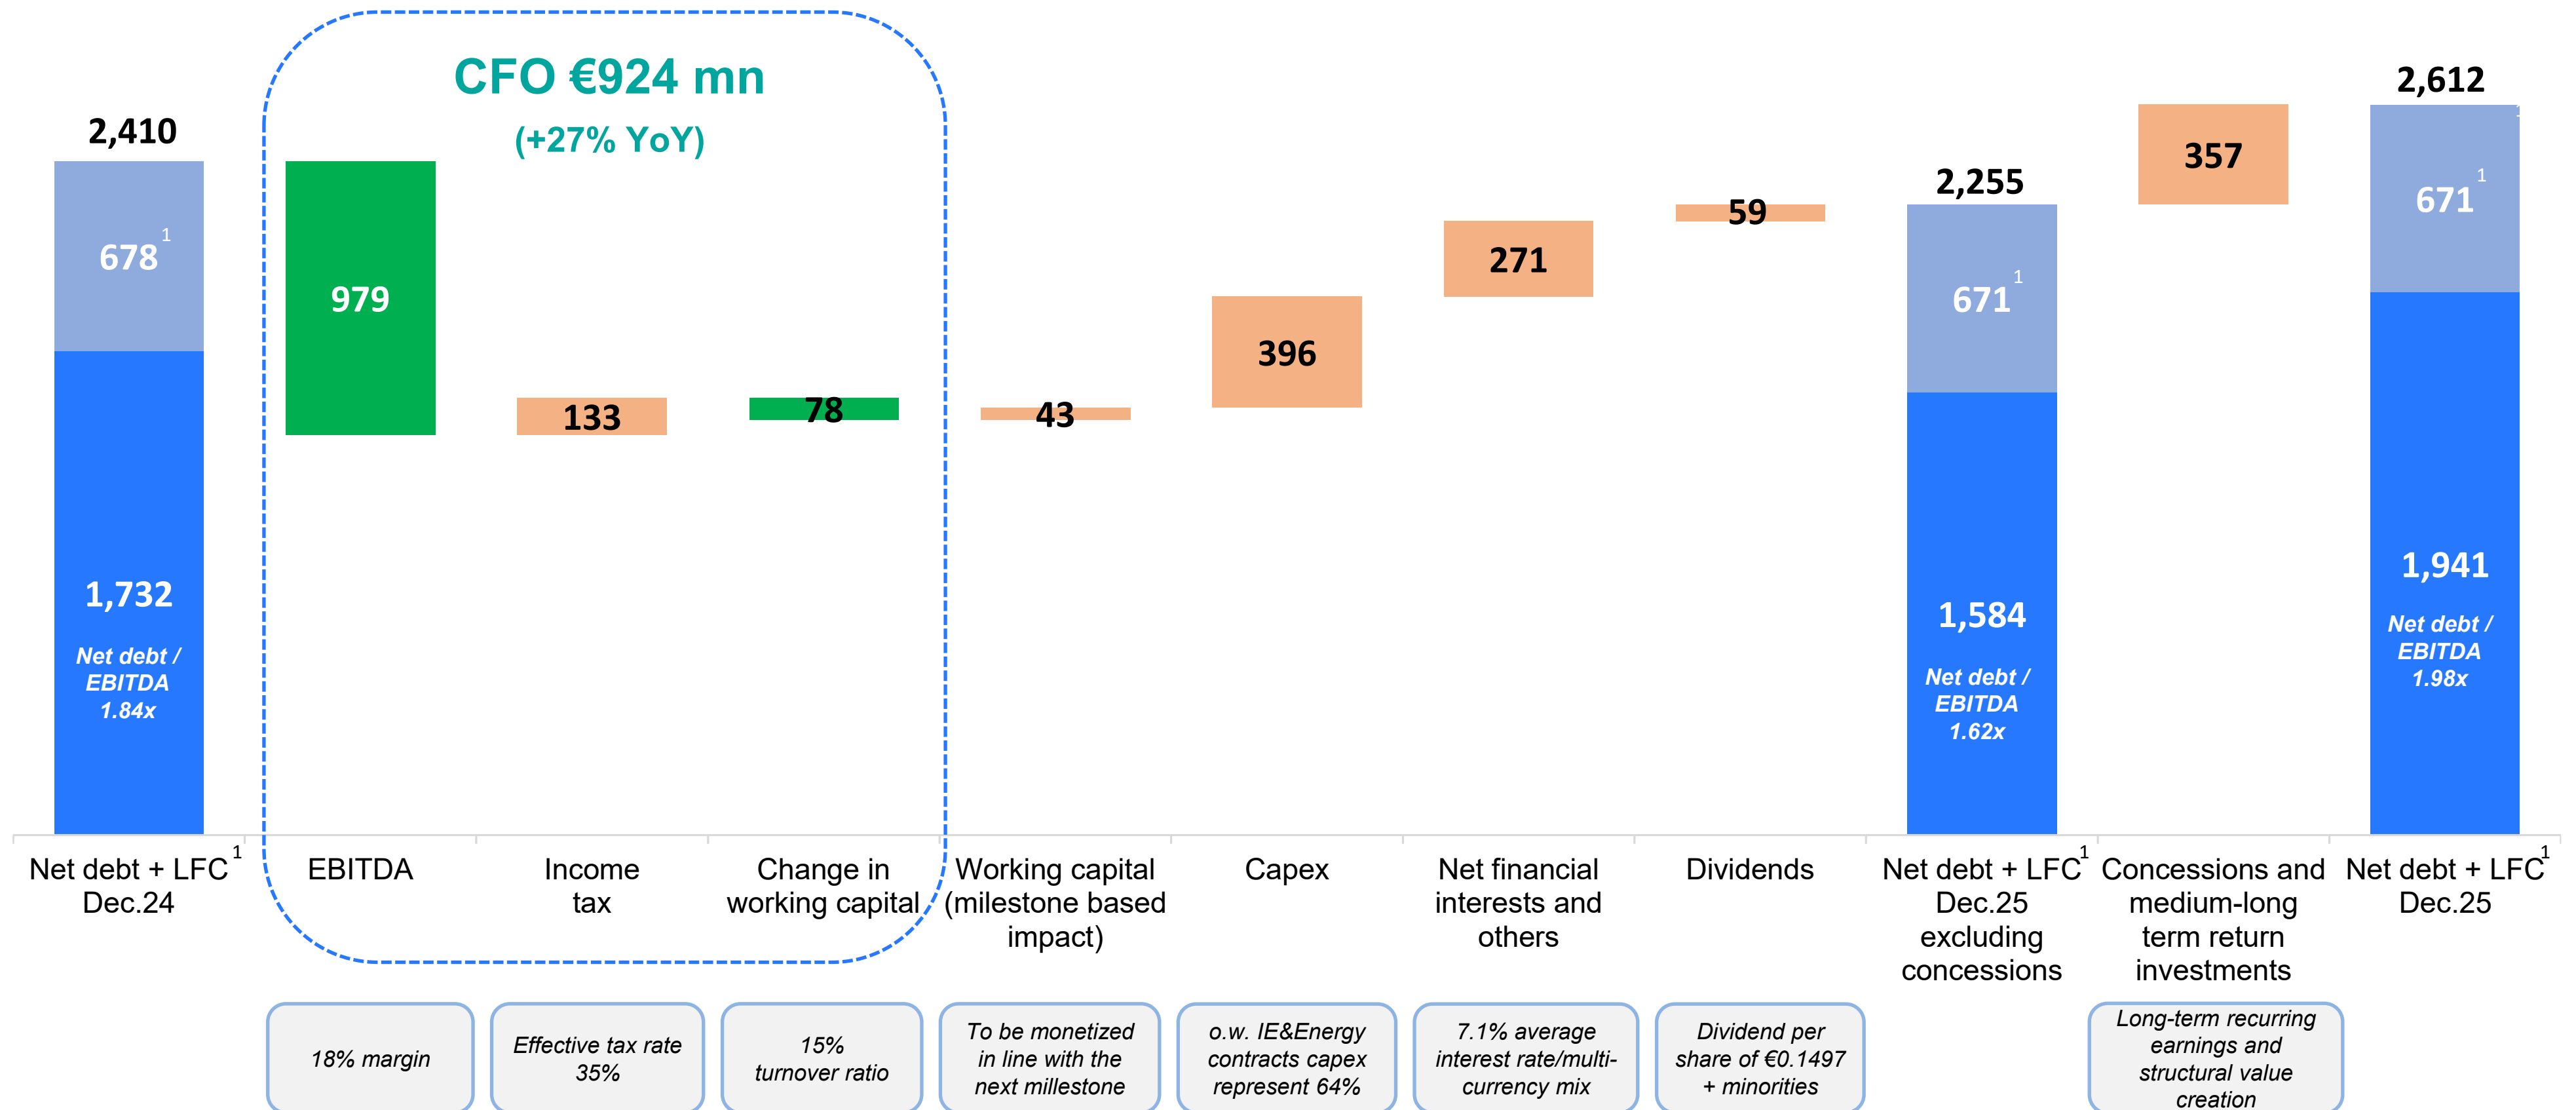 CFO €924 mn
(+27% YoY)
2,410
678 1
1,732
Net debt /
EBITDA
1.84x
979
133
78
43
396
271
59
2,255
671 1
1,584
Net debt /
EBITDA
1.62x
357
2,612
1
671 1
1,941
Net debt /
EBITDA
1.98x
Net debt + LFC 1
Dec.24
EBITDA
Income
tax
Change in
working capital
Working capital
(milestone based
impact)
Capex
Net financial
interests and
others
Dividends
Net debt + LFC 1
Dec.25
excluding
concessions
Concessions and
medium-long
term return
investments
Net debt + LFC 1
Dec.25
18% margin
Effective tax rate
35%
15%
turnover ratio
To be monetized
in line with the
next millestone
o.w. IE&Energy
contracts capex
represent 64%
7.1% average
interest rate/multi-
currency mix
Dividend per
share of €0.1497
+ minorities
Long-term recurring
earnings and
structural value
creation